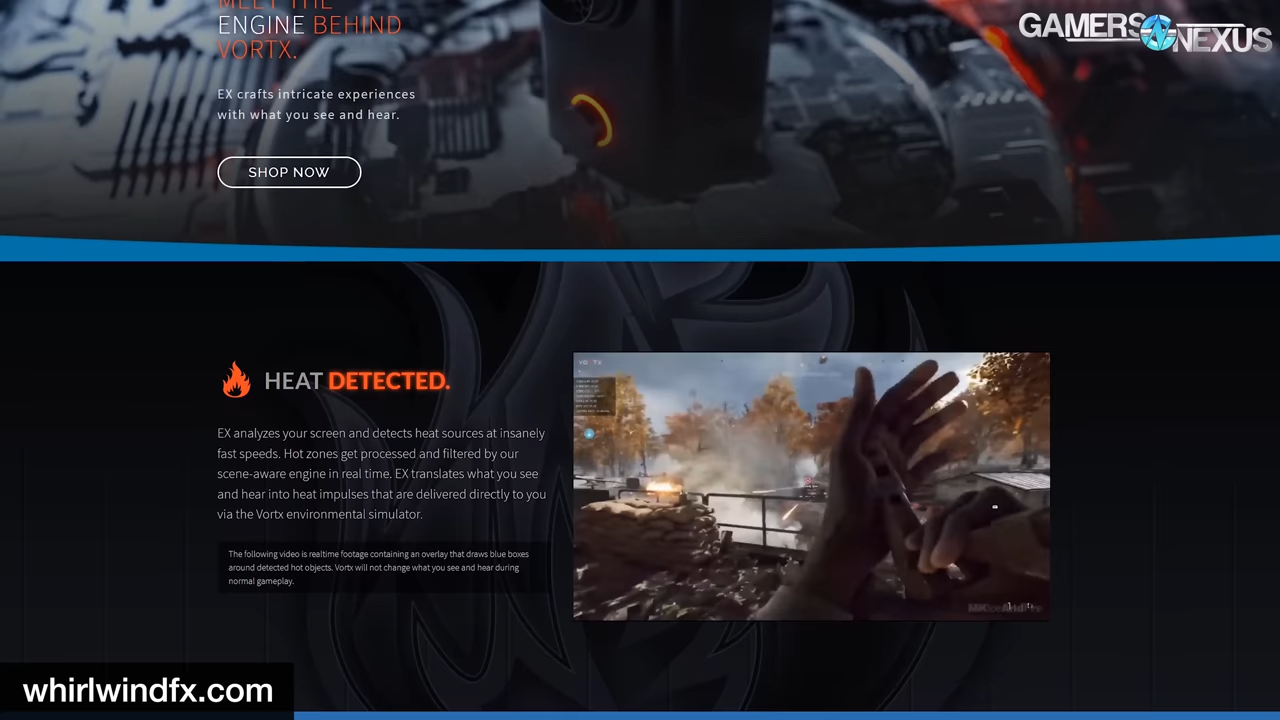 MEET THE
ENGINE BEHIND
VORTX.
GAMERS NEXUS
EX crafts intricate experiences
with what you see and hear.
SHOP NOW
HEAT DETECTED.
EX analyzes your screen and detects heat sources at insanely
fast speeds. Hot zones get processed and filtered by our
scene-aware engine in real time. EX translates what you see
and hear into heat impulses that are delivered directly to you
via the Vortx environmental simulator.
The following video is realtime footage containing an overlay that draws blue boxes
around detected hot objects. Vortx will not change what you see and hear during
normal gameplay.
VORTX
whirlwindfx.com